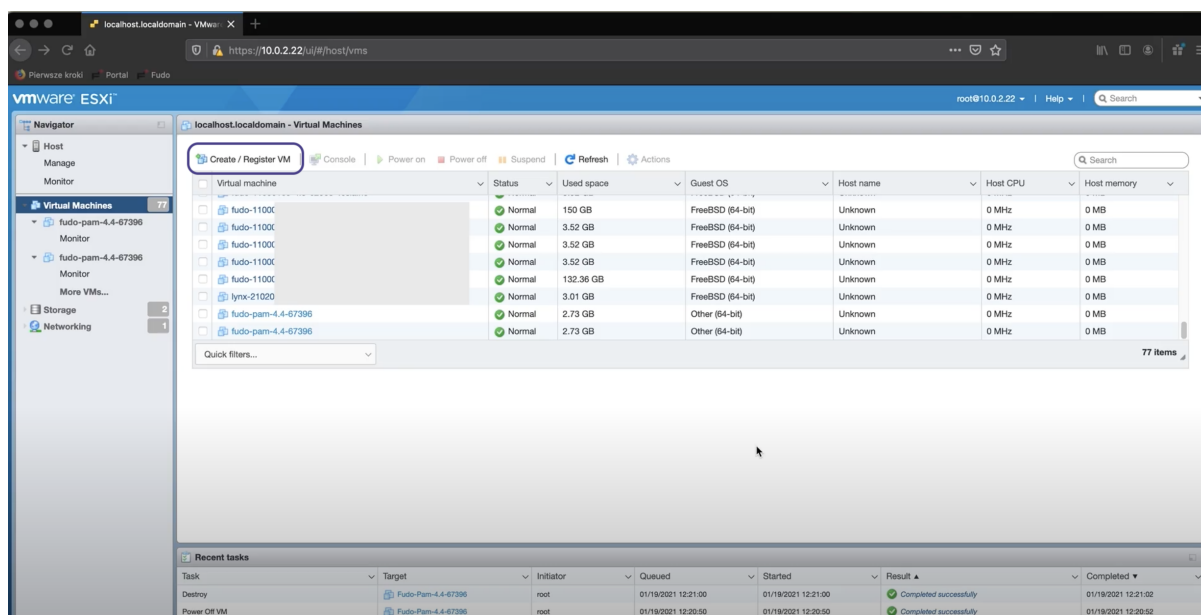 localhost.localdomain - VMwar
https://10.0.2.22/ui/#/host/vms
Pierwsze kroki Portal Fudo
vmware ESXi™
root@10.0.2.22 Help Search
Navigator
Host
Manage
Monitor
Virtual Machines 77
fudo-pam-4.4-67396
Monitor
fudo-pam-4.4-67396
Monitor
More VMs...
Storage 2
Networking 1
localhost.localdomain - Virtual Machines
Create / Register VM Console Power on Power off Suspend Refresh Actions Search
Virtual machine Status Used space Guest OS Host name Host CPU Host memory
fudo-1100 Normal 150 GB FreeBSD (64-bit) Unknown 0 MHz 0 MB
fudo-1100 Normal 3.52 GB FreeBSD (64-bit) Unknown 0 MHz 0 MB
fudo-1100 Normal 3.52 GB FreeBSD (64-bit) Unknown 0 MHz 0 MB
fudo-1100 Normal 3.52 GB FreeBSD (64-bit) Unknown 0 MHz 0 MB
fudo-1100 Normal 132.36 GB FreeBSD (64-bit) Unknown 0 MHz 0 MB
lynx-21020 Normal 3.01 GB FreeBSD (64-bit) Unknown 0 MHz 0 MB
fudo-pam-4.4-67396 Normal 2.73 GB Other (64-bit) Unknown 0 MHz 0 MB
fudo-pam-4.4-67396 Normal 2.73 GB Other (64-bit) Unknown 0 MHz 0 MB
Quick filters... 77 items
Recent tasks
Task Target Initiator Queued Started Result Completed
Destroy Fudo-Pam-4.4-67396 root 01/19/2021 12:21:00 01/19/2021 12:21:00 Completed successfully 01/19/2021 12:21:02
Power Off VM Fudo-Pam-4.4-67396 root 01/19/2021 12:20:50 01/19/2021 12:20:50 Completed successfully 01/19/2021 12:20:52